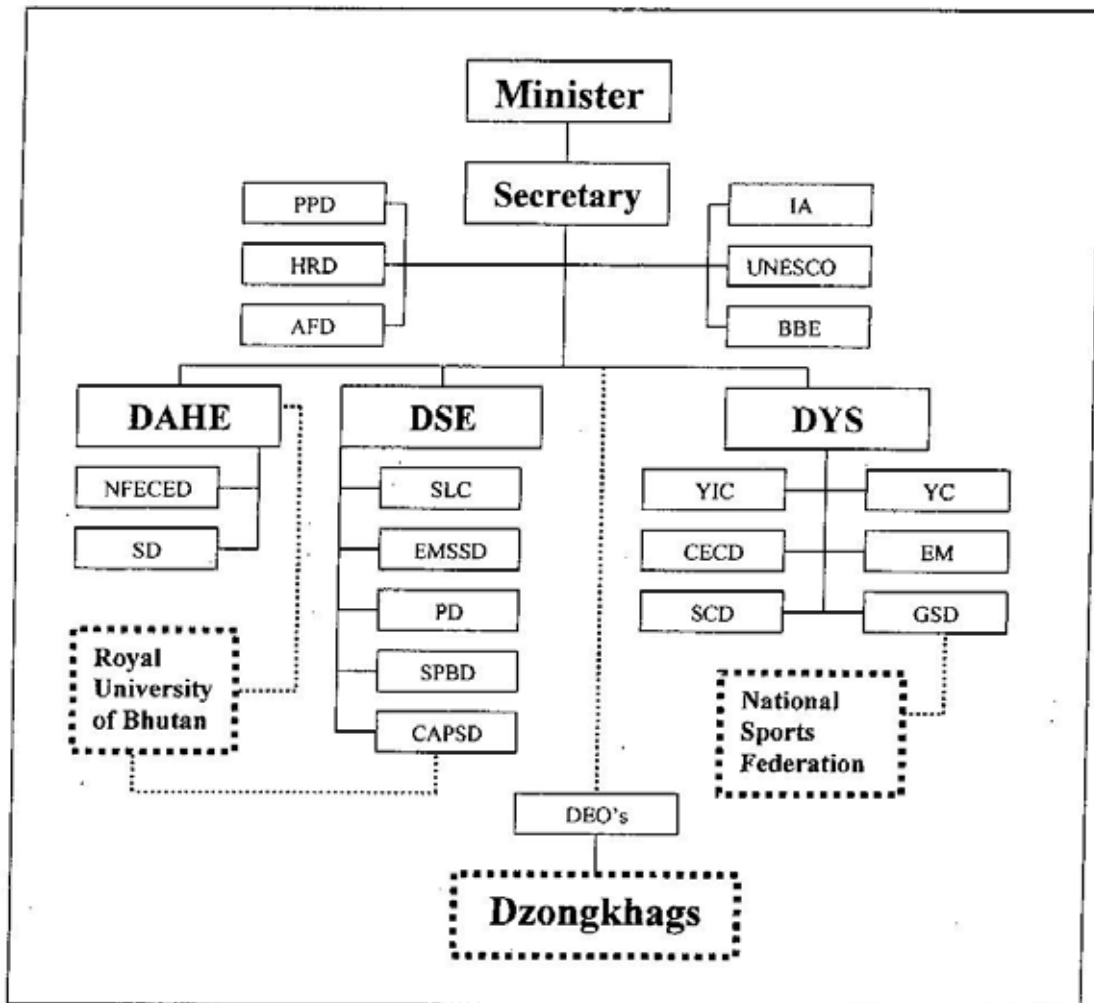 Minister
Secretary
PPD
IA
HRD
UNESCO
AFD
BBE
DAHE
DSE
DYS
NFECED
SLC
YIC
YC
SD
EMSSD
CECD
EM
PD
SCD
GSD
Royal
University
of Bhutan
SPBD
CAPSD
National
Sports
Federation
DEO's
Dzongkhags